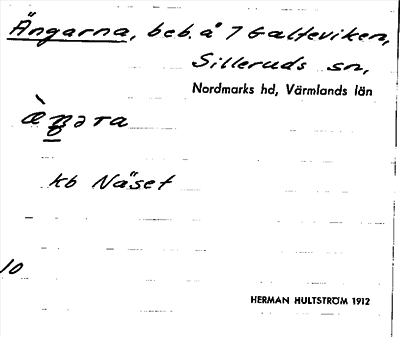 Ängarna, beb. å 7 Galteviken,
Silleruds sn,
Nordmarks hd, Värmlands län
kb Näset
10
HERMAN HULTSTRÖM 1912